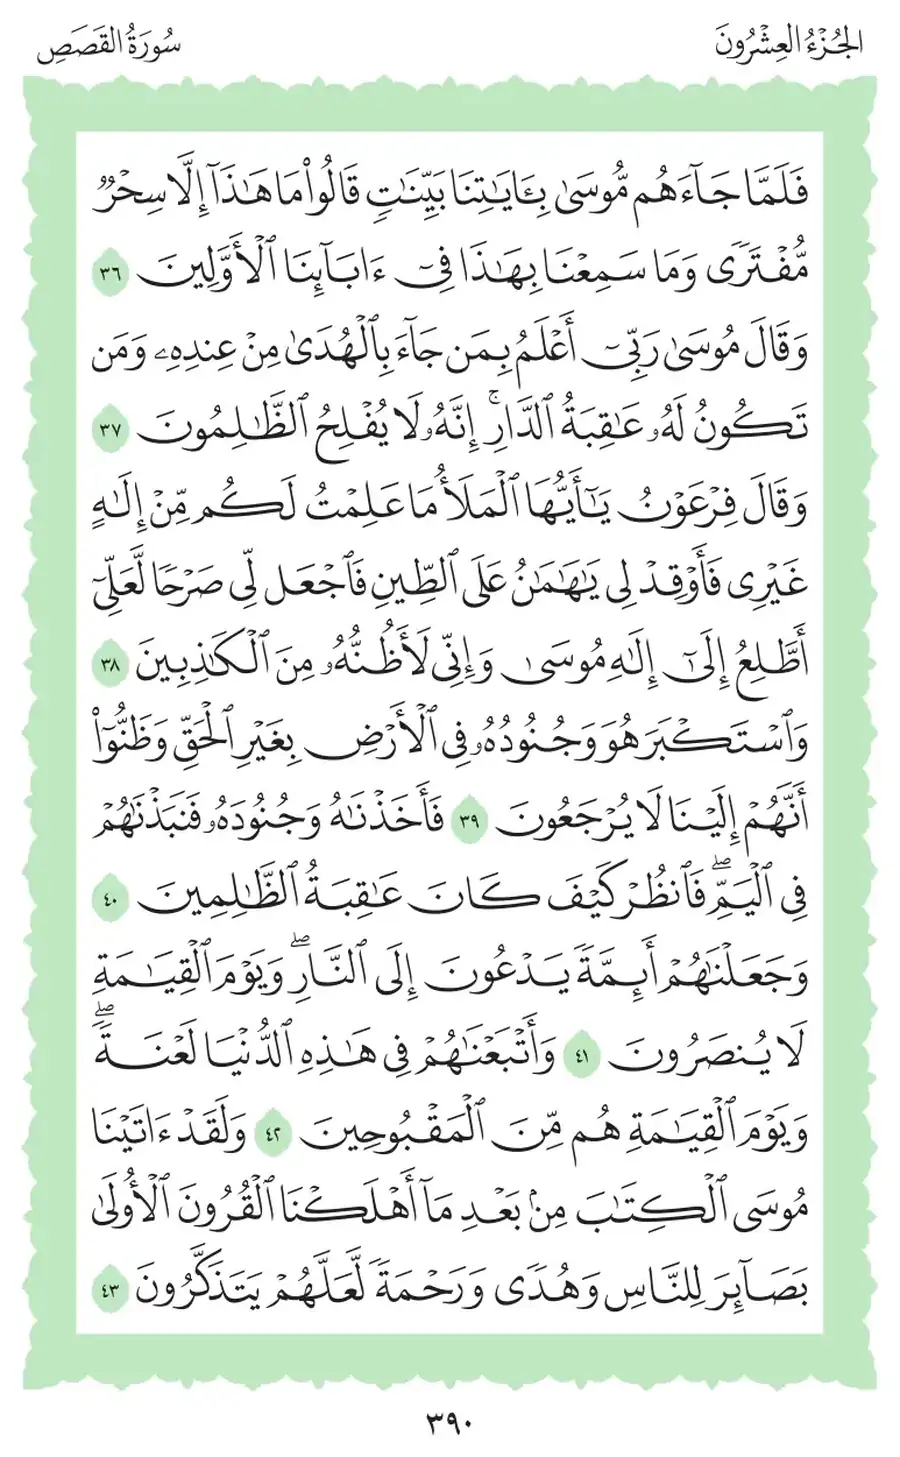 الجُزْءُ العِشْرُونَ
سُورَةُ القَصَصِ
فَلَمَّا جَآءَهُم مُّوسَىٰ بِـَٔايَـٰتِنَا بَيِّنَـٰتٍ قَالُوا۟ مَا هَـٰذَآ إِلَّا سِحْرٌ
مُّفْتَرًى وَمَا سَمِعْنَا بِهَـٰذَا فِىٓ ءَابَآئِنَا ٱلْأَوَّلِينَ ٣٦
وَقَالَ مُوسَىٰ رَبِّىٓ أَعْلَمُ بِمَن جَآءَ بِٱلْهُدَىٰ مِنْ عِندِهِۦ وَمَن
تَكُونُ لَهُۥ عَـٰقِبَةُ ٱلدَّارِ ۚ إِنَّهُۥ لَا يُفْلِحُ ٱلظَّـٰلِمُونَ ٣٧
وَقَالَ فِرْعَوْنُ يَـٰٓأَيُّهَا ٱلْمَلَأُ مَا عَلِمْتُ لَكُم مِّنْ إِلَـٰهٍ
غَيْرِى فَأَوْقِدْ لِى يَـٰهَـٰمَـٰنُ عَلَى ٱلطِّينِ فَٱجْعَل لِّى صَرْحًا لَّعَلِّىٓ
أَطَّلِعُ إِلَىٰٓ إِلَـٰهِ مُوسَىٰ وَإِنِّى لَأَظُنُّهُۥ مِنَ ٱلْكَـٰذِبِينَ ٣٨
وَٱسْتَكْبَرَ هُوَ وَجُنُودُهُۥ فِى ٱلْأَرْضِ بِغَيْرِ ٱلْحَقِّ وَظَنُّوٓا۟
أَنَّهُمْ إِلَيْنَا لَا يُرْجَعُونَ ٣٩ فَأَخَذْنَـٰهُ وَجُنُودَهُۥ فَنَبَذْنَـٰهُمْ
فِى ٱلْيَمِّ ۖ فَٱنظُرْ كَيْفَ كَانَ عَـٰقِبَةُ ٱلظَّـٰلِمِينَ ٤٠
وَجَعَلْنَـٰهُمْ أَئِمَّةً يَدْعُونَ إِلَى ٱلنَّارِ ۖ وَيَوْمَ ٱلْقِيَـٰمَةِ
لَا يُنصَرُونَ ٤١ وَأَتْبَعْنَـٰهُمْ فِى هَـٰذِهِ ٱلدُّنْيَا لَعْنَةً ۖ
وَيَوْمَ ٱلْقِيَـٰمَةِ هُم مِّنَ ٱلْمَقْبُوحِينَ ٤٢ وَلَقَدْ ءَاتَيْنَا
مُوسَى ٱلْكِتَـٰبَ مِنۢ بَعْدِ مَآ أَهْلَكْنَا ٱلْقُرُونَ ٱلْأُولَىٰ
بَصَآئِرَ لِلنَّاسِ وَهُدًى وَرَحْمَةً لَّعَلَّهُمْ يَتَذَكَّرُونَ ٤٣
٣٩٠